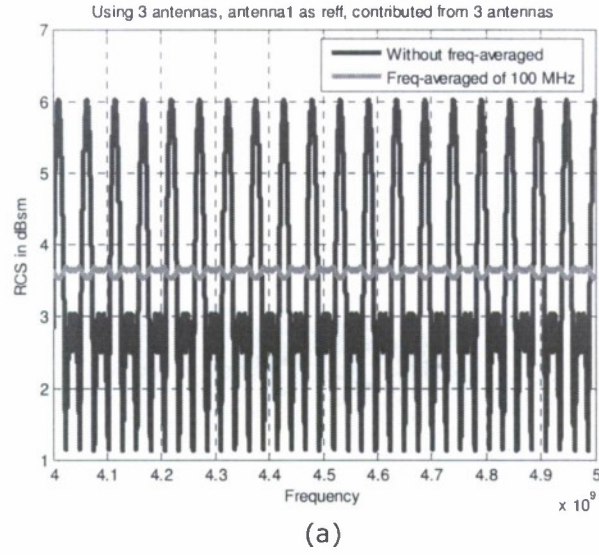 Using 3 antennas, antenna1 as reff, contributed from 3 antennas
7
6
5
4
3
2
1
RCS in dBsm
Without freq-averaged
Freq-averaged of 100 MHz
4 4.1 4.2 4.3 4.4 4.5 4.6 4.7 4.8 4.9 5
Frequency
x 10^9
(a)